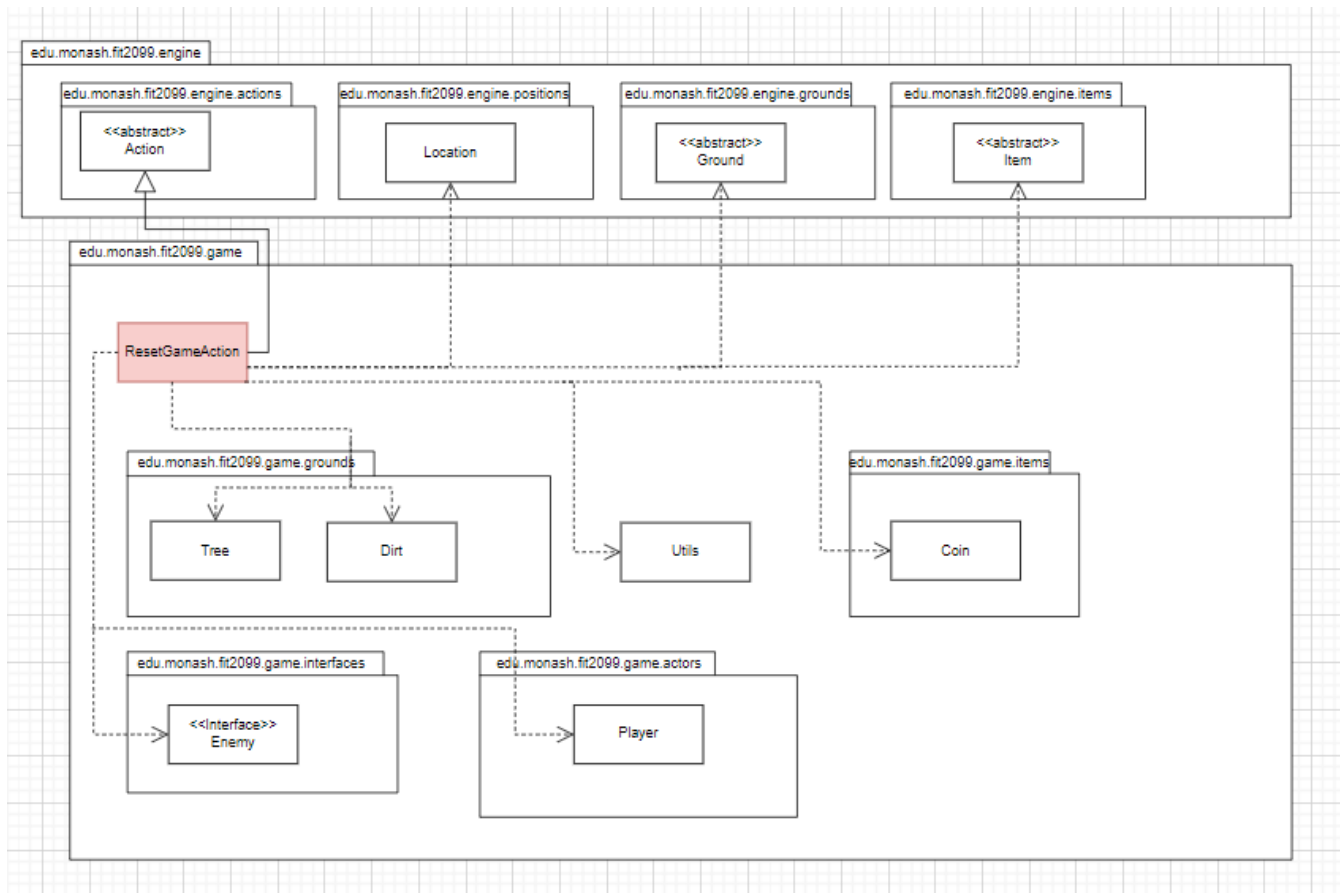 edu.monash.fit2099.engine
edu.monash.fit2099.engine.actions
edu.monash.fit2099.engine.positions
edu.monash.fit2099.engine.grounds
edu.monash.fit2099.engine.items
<<abstract>>
Action
Location
<<abstract>>
Ground
<<abstract>>
Item
edu.monash.fit2099.game
ResetGameAction
edu.monash.fit2099.game.grounds
edu.monash.fit2099.game.items
Tree
Dirt
Utils
Coin
edu.monash.fit2099.game.interfaces
edu.monash.fit2099.game.actors
<<Interface>>
Enemy
Player